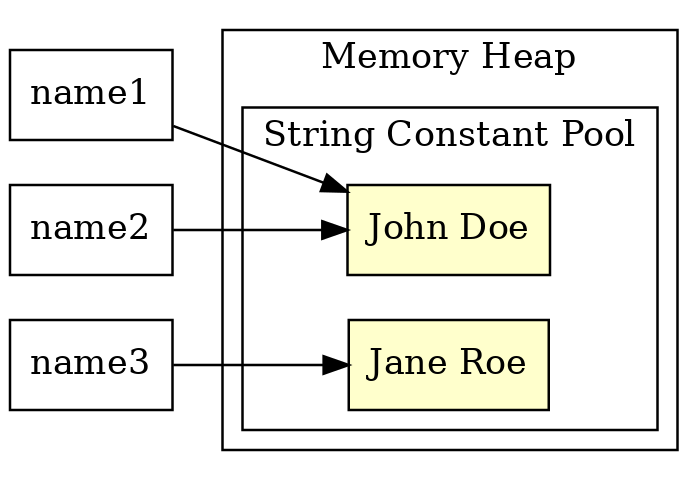 Memory Heap
name1
String Constant Pool
name2
John Doe
name3
Jane Roe